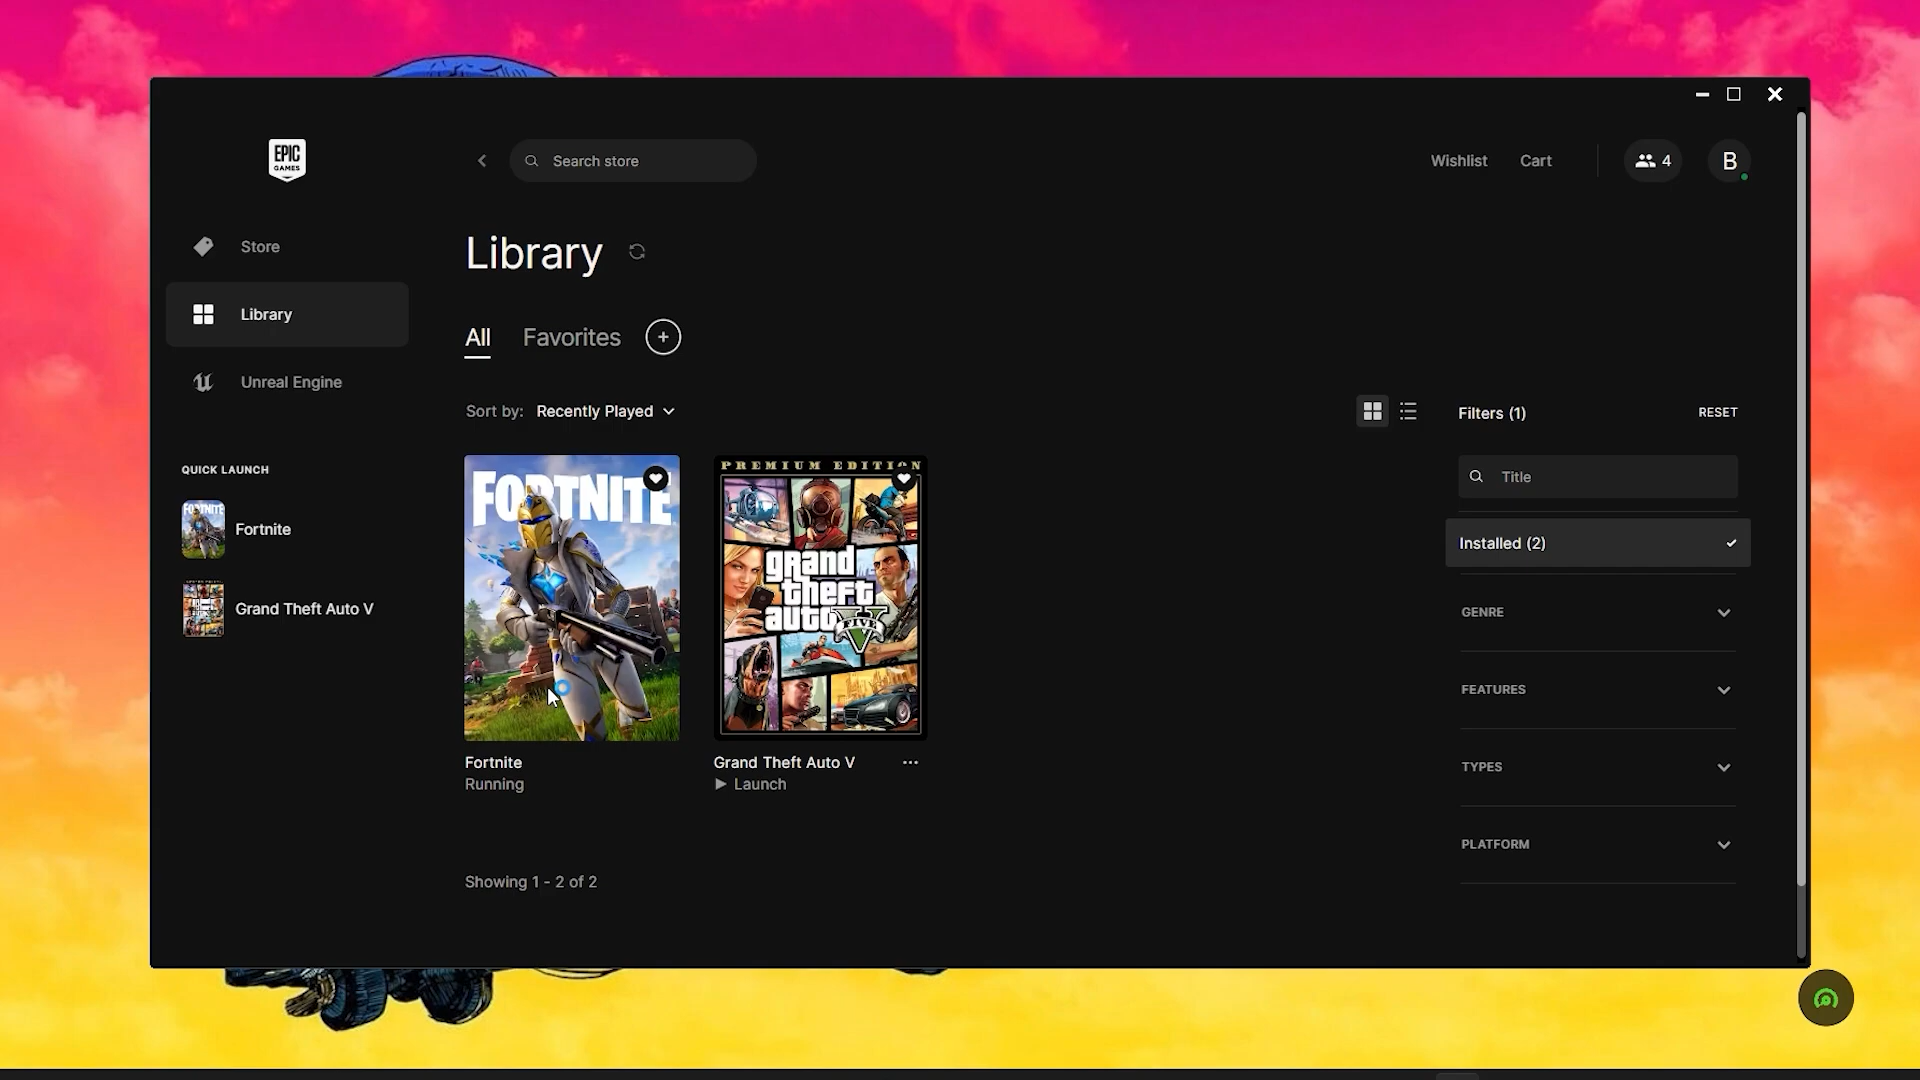 EPIC
GAMES
Search store
Wishlist
Cart
4
B
Store
Library
Unreal Engine
QUICK LAUNCH
Fortnite
Grand Theft Auto V
Library
All
Favorites
Sort by: Recently Played
FORTNITE
PREMIUM EDITION
grand
theft
auto
FIVE
Fortnite
Running
Grand Theft Auto V
Launch
Showing 1 - 2 of 2
Filters (1)
RESET
Title
Installed (2)
GENRE
FEATURES
TYPES
PLATFORM